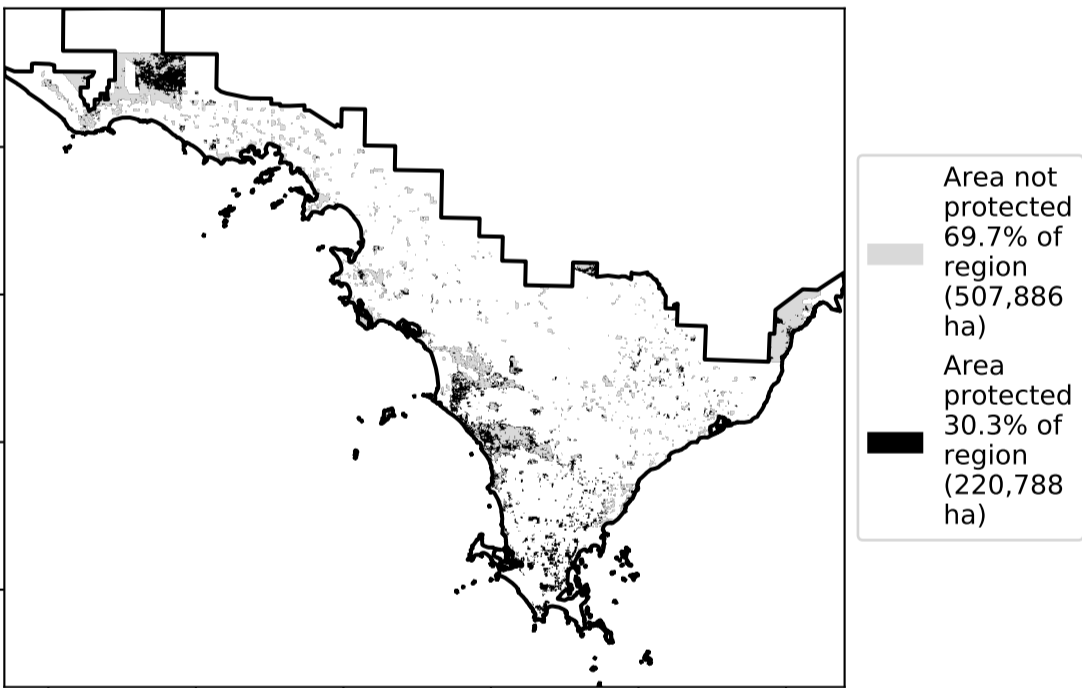 Area not
protected
69.7% of
region
(507,886
ha)
Area
protected
30.3% of
region
(220,788
ha)